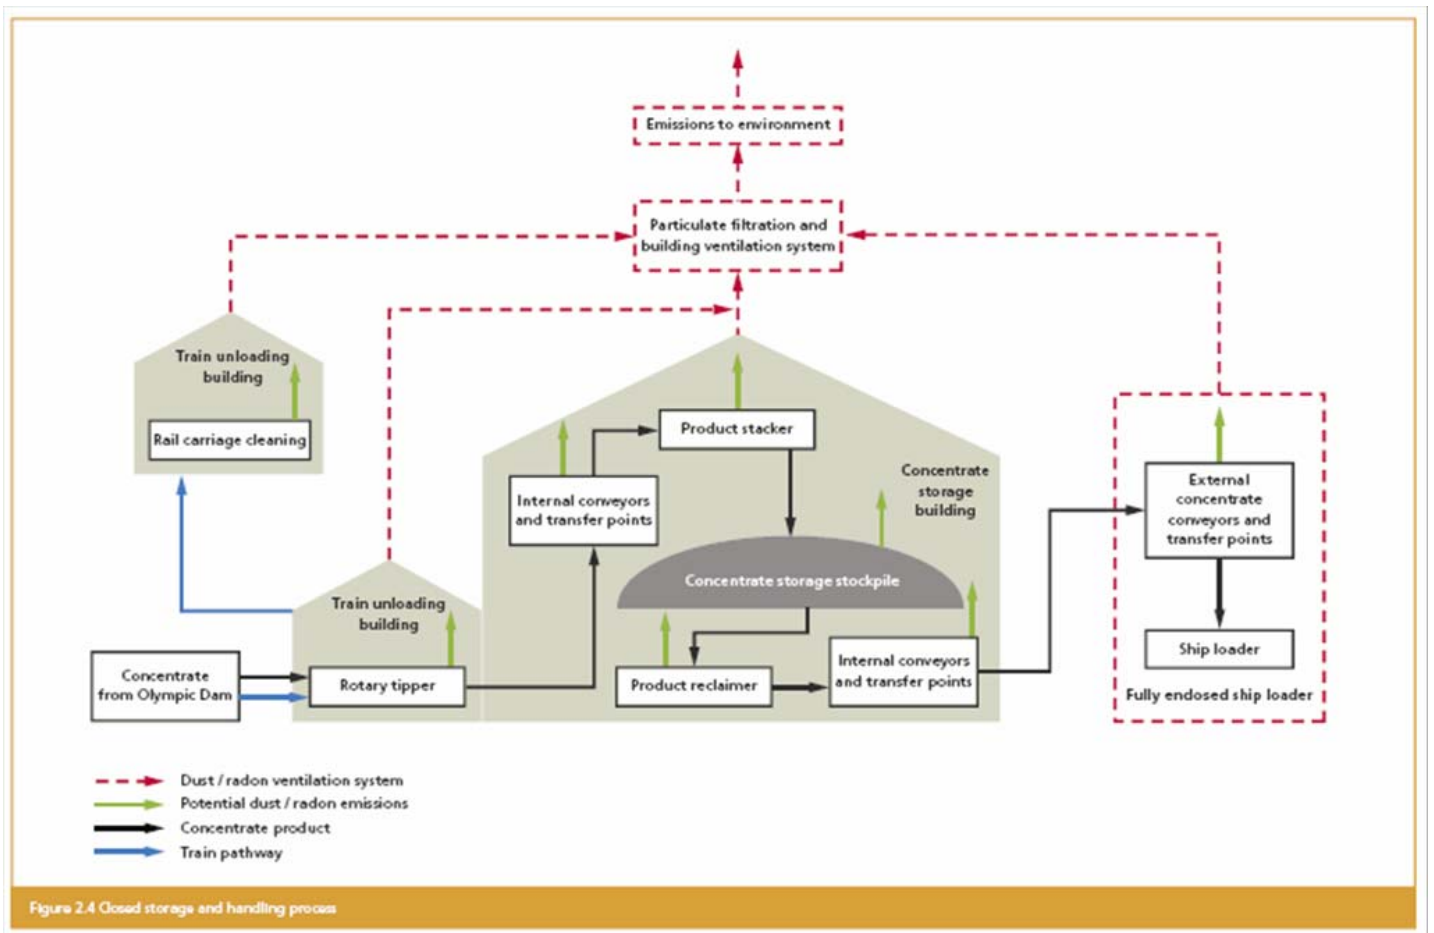 Emissions to environment
Particulate filtration and
building ventilation system
Train unloading
building
Rail carriage cleaning
Product stacker
Internal conveyors
and transfer points
Concentrate
storage
building
Concentrate storage stockpile
External
concentrate
conveyors and
transfer points
Train unloading
building
Concentrate
from Olympic Dam
Rotary tipper
Product reclaimer
Internal conveyors
and transfer points
Ship loader
Fully enclosed ship loader
Dust / radon ventilation system
Potential dust / radon emissions
Concentrate product
Train pathway
Figure 2.4 Closed storage and handling process